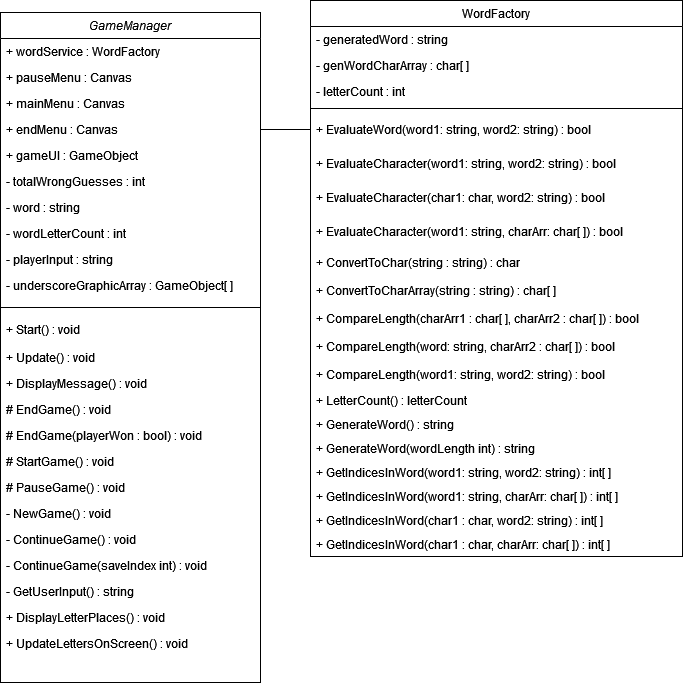 GameManager
+ wordService : WordFactory
+ pauseMenu : Canvas
+ mainMenu : Canvas
+ endMenu : Canvas
+ gameUI : GameObject
- totalWrongGuesses : int
- word : string
- wordLetterCount : int
- playerInput : string
- underscoreGraphicArray : GameObject[ ]
+ Start() : void
+ Update() : void
+ DisplayMessage() : void
# EndGame() : void
# EndGame(playerWon : bool) : void
# StartGame() : void
# PauseGame() : void
- NewGame() : void
- ContinueGame() : void
- ContinueGame(saveIndex int) : void
- GetUserInput() : string
+ DisplayLetterPlaces() : void
+ UpdateLettersOnScreen() : void
WordFactory
- generatedWord : string
- genWordCharArray : char[ ]
- letterCount : int
+ EvaluateWord(word1: string, word2: string) : bool
+ EvaluateCharacter(word1: string, word2: string) : bool
+ EvaluateCharacter(char1: char, word2: string) : bool
+ EvaluateCharacter(word1: string, charArr: char[ ]) : bool
+ ConvertToChar(string : string) : char
+ ConvertToCharArray(string : string) : char[ ]
+ CompareLength(charArr1 : char[ ], charArr2 : char[ ]) : bool
+ CompareLength(word: string, charArr2 : char[ ]) : bool
+ CompareLength(word1: string, word2: string) : bool
+ LetterCount() : letterCount
+ GenerateWord() : string
+ GenerateWord(wordLength int) : string
+ GetIndicesInWord(word1: string, word2: string) : int[ ]
+ GetIndicesInWord(word1: string, charArr: char[ ]) : int[ ]
+ GetIndicesInWord(char1 : char, word2: string) : int[ ]
+ GetIndicesInWord(char1 : char, charArr: char[ ]) : int[ ]